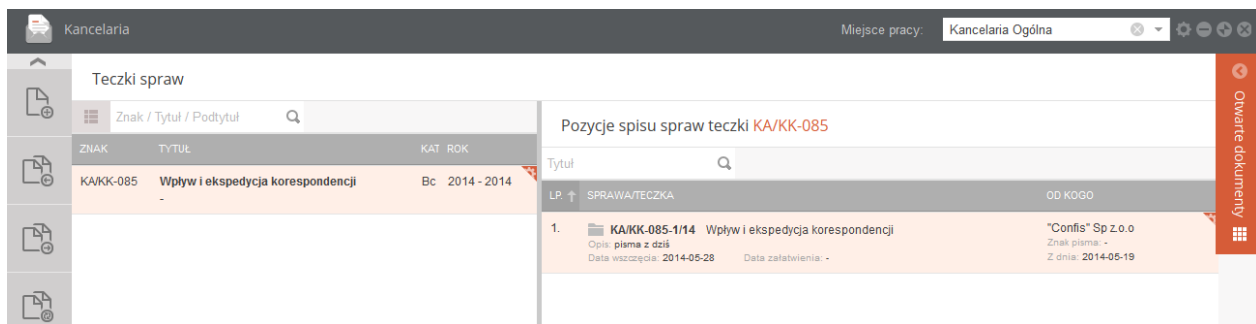 Kancelaria
Miejsce pracy: Kancelaria Ogólna
Teczki spraw
Znak / Tytuł / Podtytuł
ZNAK TYTUŁ KAT ROK
KA/KK-085 Wpływ i ekspedycja korespondencji Bc 2014 - 2014
-
Pozycje spisu spraw teczki KA/KK-085
Tytuł
LP. SPRAWA/TECZKA OD KOGO
1. KA/KK-085-1/14 Wpływ i ekspedycja korespondencji "Confis" Sp z.o.o
Opis: pisma z dziś Znak pisma: -
Data wszczęcia: 2014-05-28 Data załatwienia: - Z dnia: 2014-05-19
Otwarte dokumenty